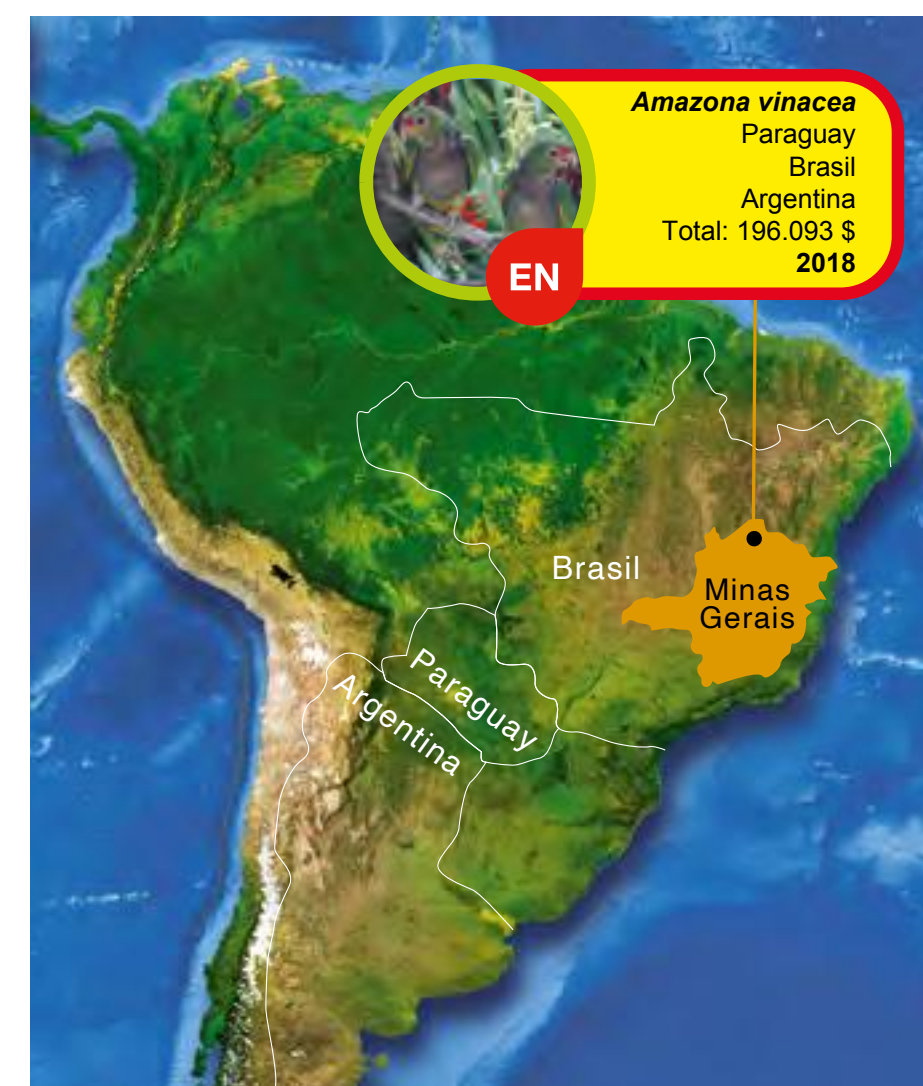 Amazona vinacea
Paraguay
Brasil
Argentina
Total: 196.093 $
2018
EN
Brasil
Minas
Gerais
Paraguay
Argentina